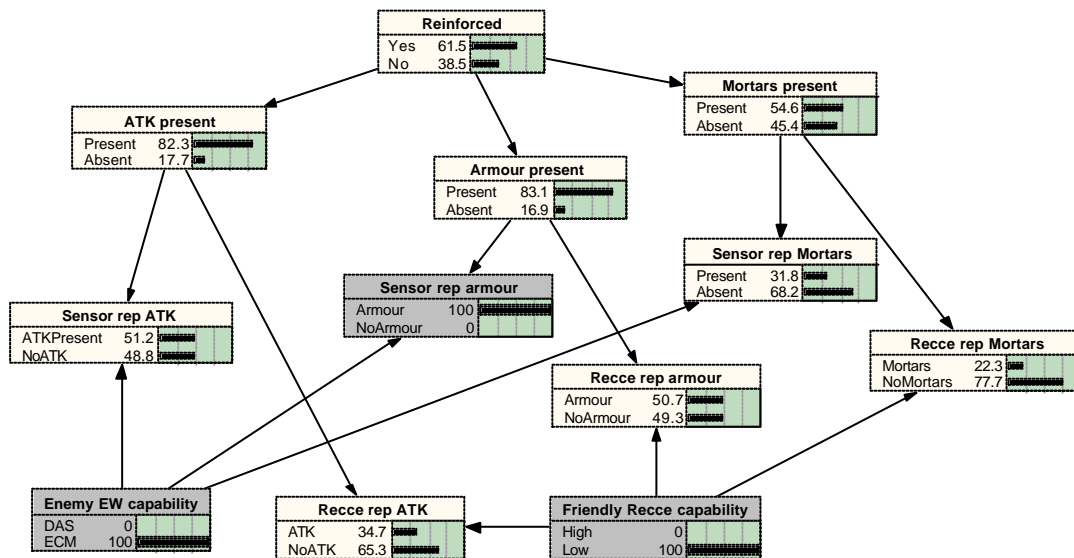 Reinforced
Yes 61.5
No 38.5
Mortars present
Present 54.6
Absent 45.4
ATK present
Present 82.3
Absent 17.7
Armour present
Present 83.1
Absent 16.9
Sensor rep Mortars
Present 31.8
Absent 68.2
Sensor rep armour
Armour 100
NoArmour 0
Sensor rep ATK
ATKPresent 51.2
NoATK 48.8
Recce rep Mortars
Mortars 22.3
NoMortars 77.7
Recce rep armour
Armour 50.7
NoArmour 49.3
Enemy EW capability
DAS 0
ECM 100
Recce rep ATK
ATK 34.7
NoATK 65.3
Friendly Recce capability
High 0
Low 100